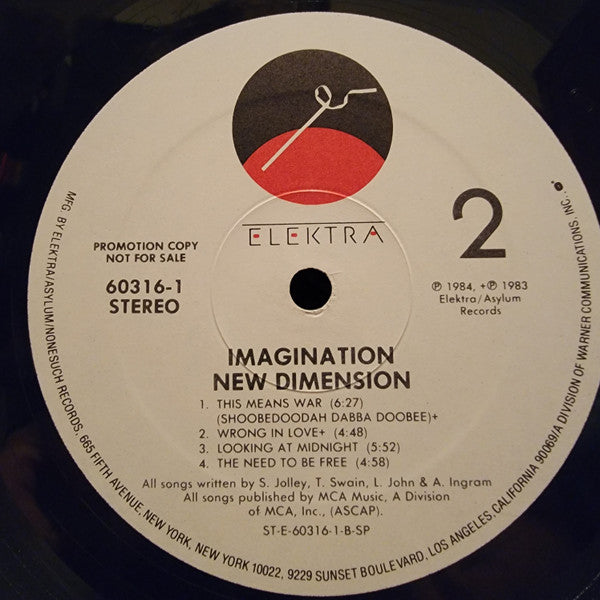 ELEKTRA
2
PROMOTION COPY
NOT FOR SALE
60316-1
STEREO
℗ 1984, +℗ 1983
Elektra/Asylum
Records
IMAGINATION
NEW DIMENSION
1. THIS MEANS WAR (6:27)
(SHOOBEDOODAH DABBA DOOBEE)+
2. WRONG IN LOVE+ (4:48)
3. LOOKING AT MIDNIGHT (5:52)
4. THE NEED TO BE FREE (4:58)
All songs written by S. Jolley, T. Swain, L. John & A. Ingram
All songs published by MCA Music, A Division
of MCA, Inc., (ASCAP).
ST-E-60316-1-B-SP
MFG. BY ELEKTRA/ASYLUM/NONESUCH RECORDS, 665 FIFTH AVENUE, NEW YORK, NEW YORK 10022, 9229 SUNSET BOULEVARD, LOS ANGELES, CALIFORNIA 90069/A DIVISION OF WARNER COMMUNICATIONS, INC.